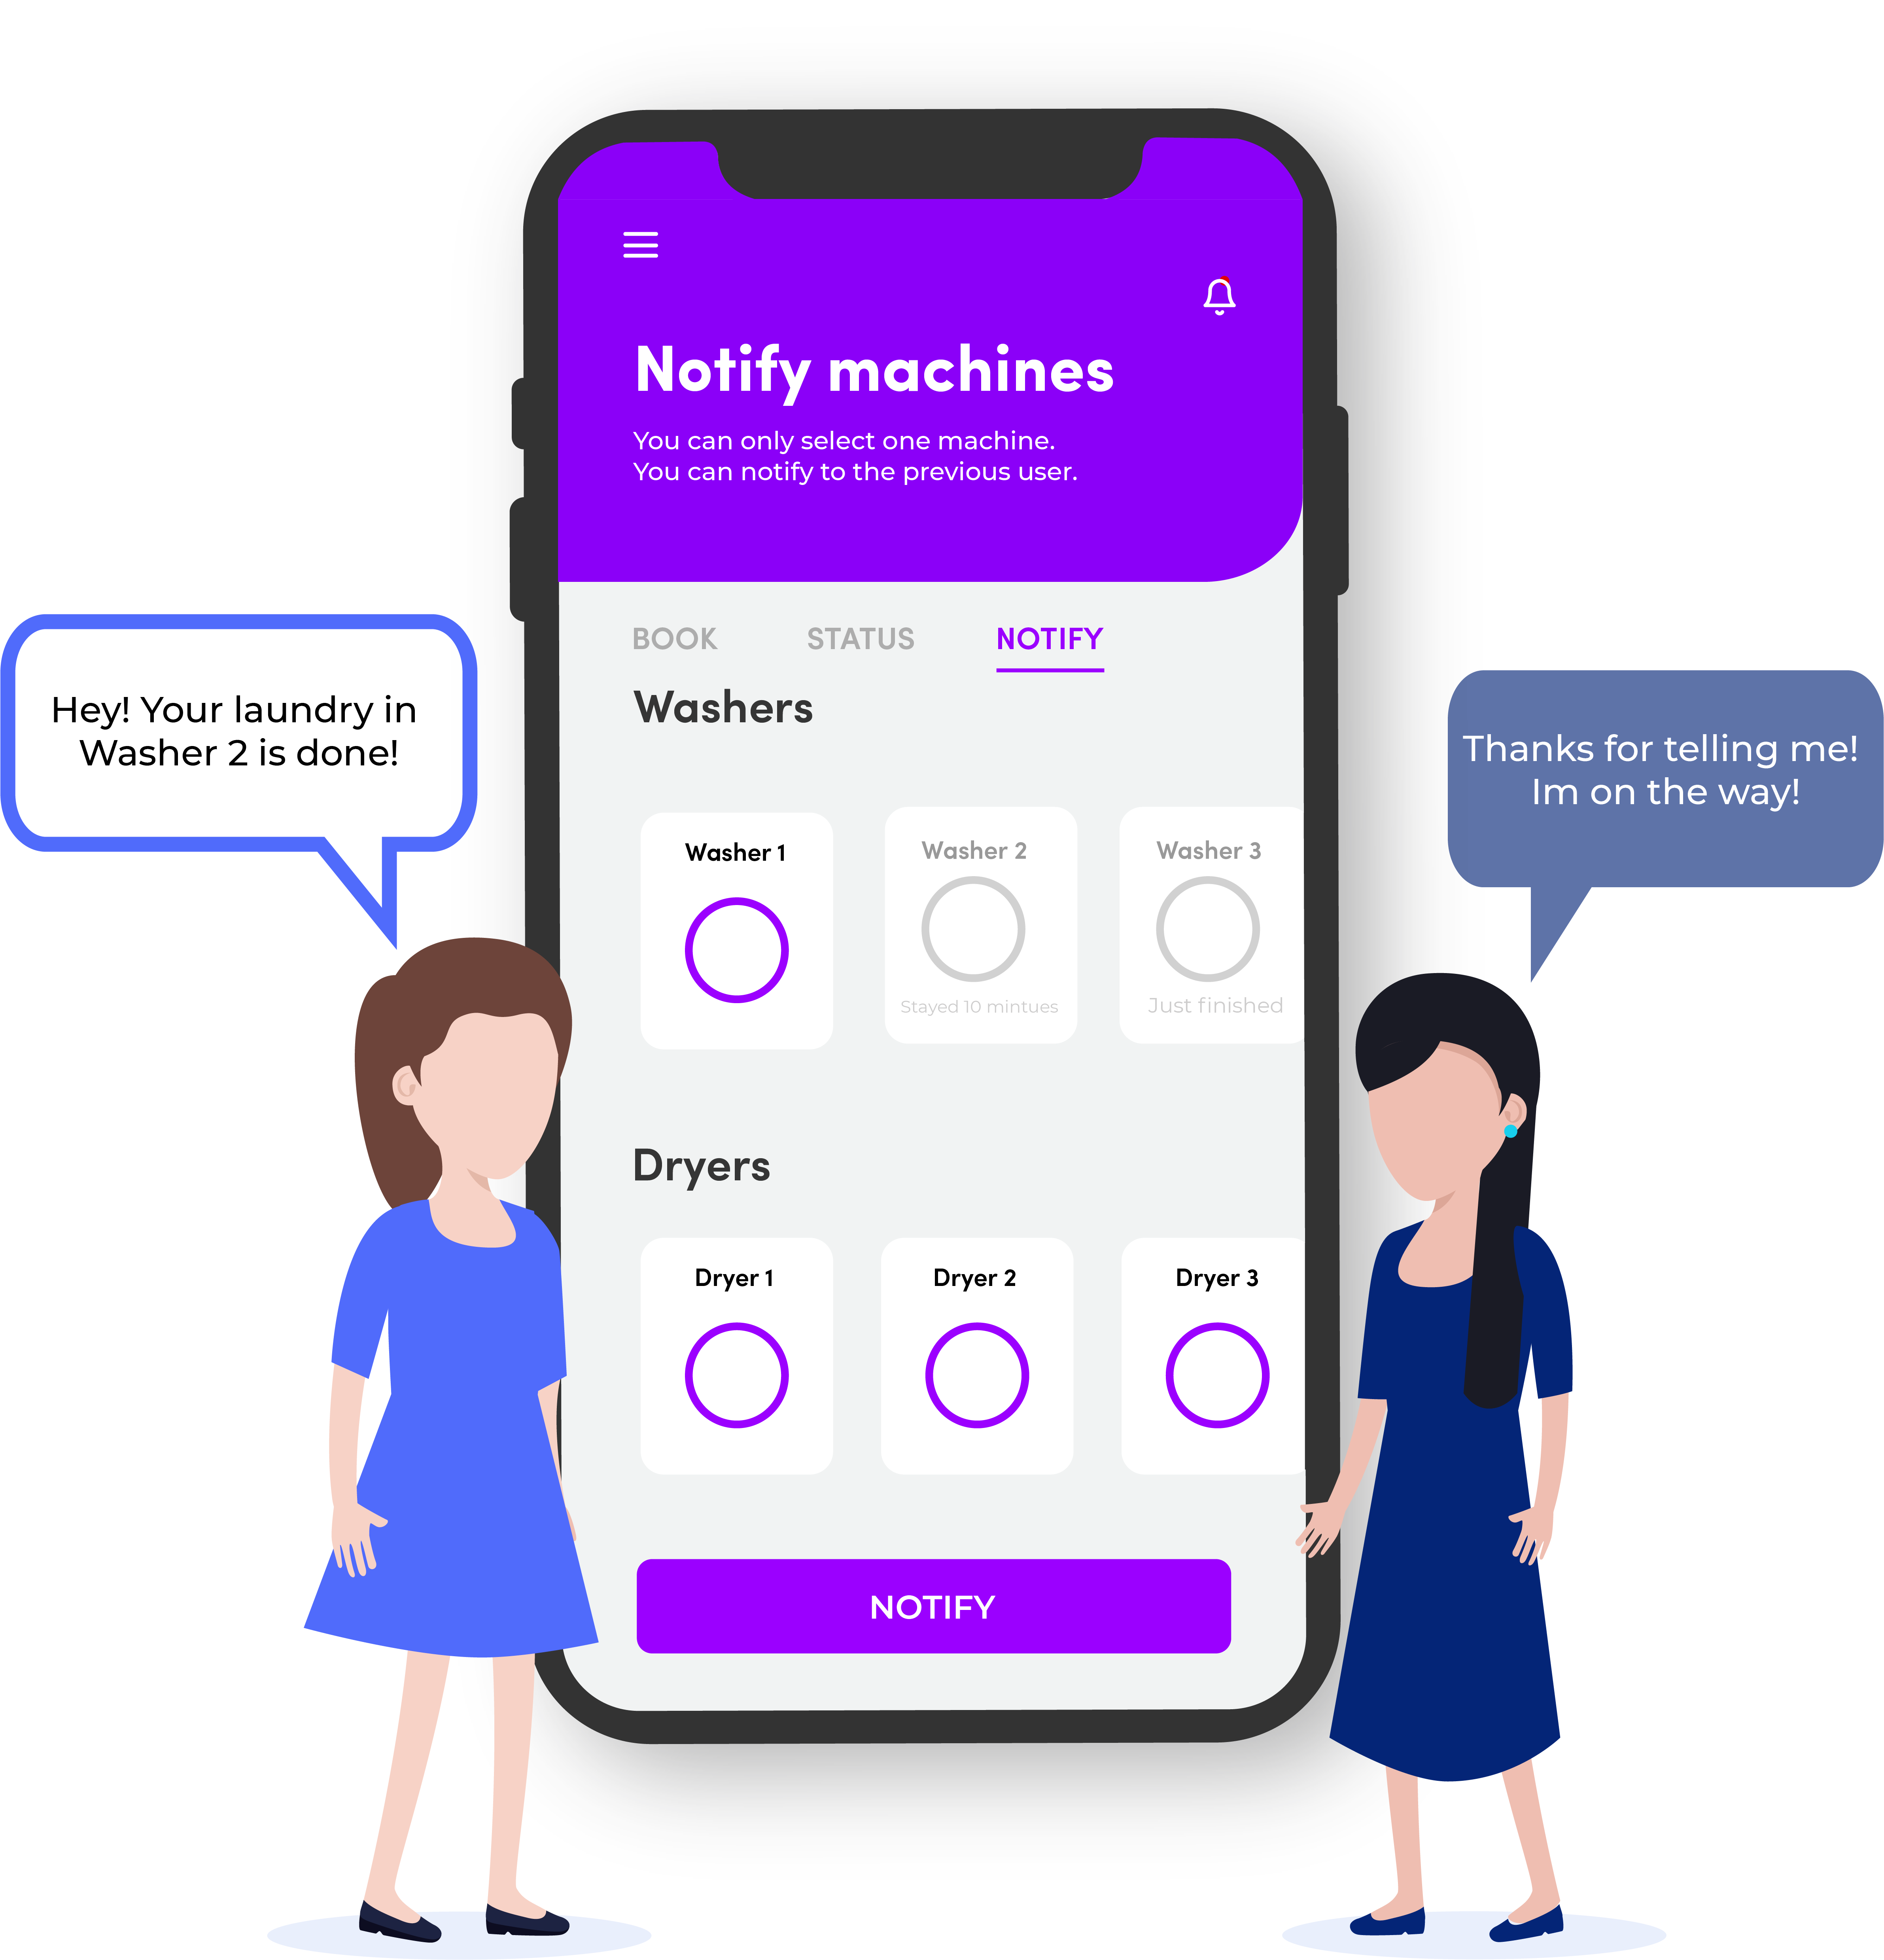 Notify machines
You can only select one machine.
You can notify to the previous user.
Hey! Your laundry in
Washer 2 is done!
BOOK STATUS NOTIFY
Thanks for telling me!
Im on the way!
Washers
Washer 1 Washer 2 Washer 3
Stayed 10 mintues Just finished
Dryers
Dryer 1 Dryer 2 Dryer 3
NOTIFY